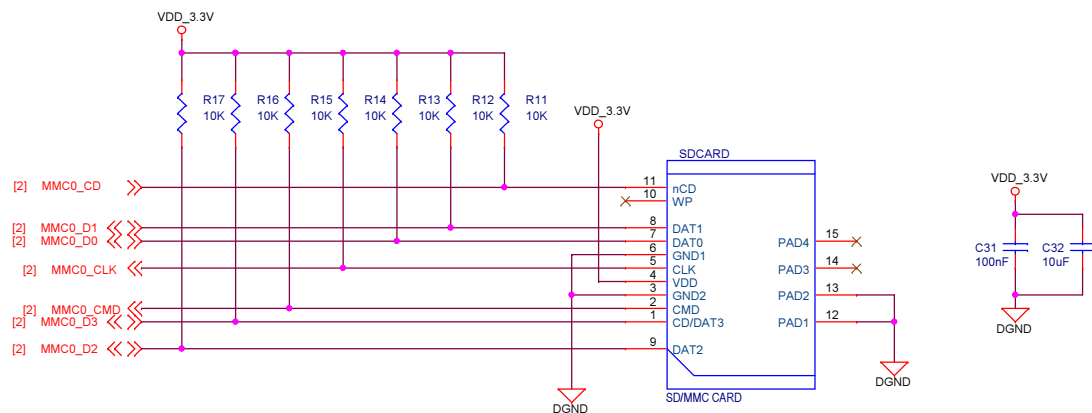 VDD_3.3V
R17
10K
R16
10K
R15
10K
R14
10K
R13
10K
R12
10K
R11
10K
VDD_3.3V
SDCARD
[2] MMC0_CD
11
nCD
10
WP
[2] MMC0_D1
8
DAT1
[2] MMC0_D0
7
DAT0
6
GND1
[2] MMC0_CLK
5
CLK
4
VDD
3
GND2
[2] MMC0_CMD
2
CMD
[2] MMC0_D3
1
CD/DAT3
[2] MMC0_D2
9
DAT2
PAD4
15
PAD3
14
PAD2
13
PAD1
12
SD/MMC CARD
DGND
DGND
VDD_3.3V
C31
100nF
C32
10uF
DGND